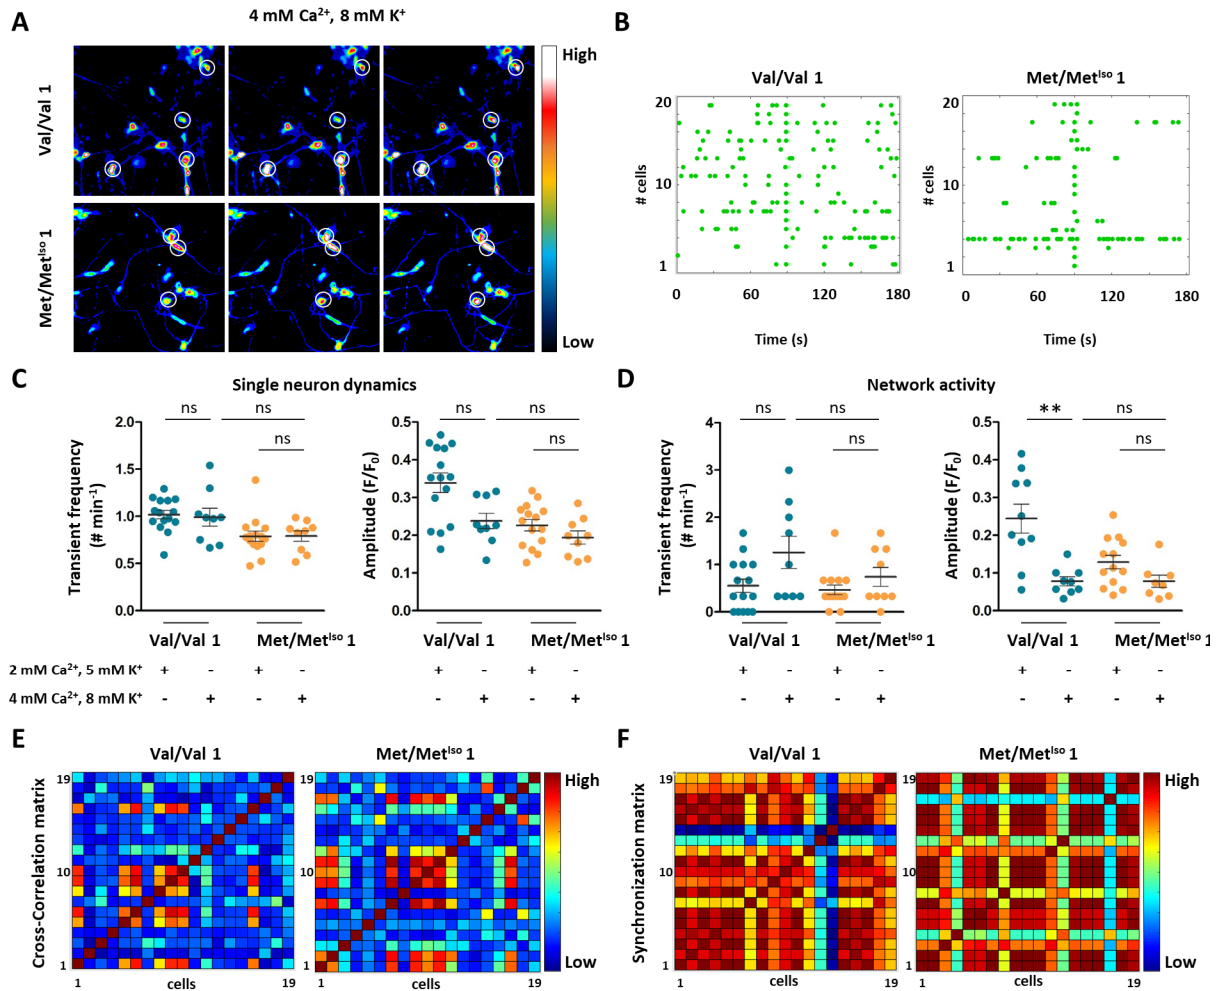 4 mM Ca²⁺, 8 mM K⁺
A
Val/Val 1
Met/Metᴵˢᵒ 1
High
Low
B
Val/Val 1
Met/Metᴵˢᵒ 1
# cells
20
10
1
0 60 120 180
Time (s)
# cells
20
10
1
0 60 120 180
Time (s)
C
Single neuron dynamics
Transient frequency
(# min⁻¹)
2.0
1.5
1.0
0.5
0.0
ns ns
ns
Val/Val 1 Met/Metᴵˢᵒ 1
Amplitude (F/F₀)
0.5
0.4
0.3
0.2
0.1
0.0
ns ns
ns
Val/Val 1 Met/Metᴵˢᵒ 1
2 mM Ca²⁺, 5 mM K⁺ + - + - + - + -
4 mM Ca²⁺, 8 mM K⁺ - + - + - + - +
D
Network activity
Transient frequency
(# min⁻¹)
4
3
2
1
0
ns ns
ns
Val/Val 1 Met/Metᴵˢᵒ 1
+ - + -
- + - +
Amplitude (F/F₀)
0.5
0.4
0.3
0.2
0.1
0.0
** ns
ns
Val/Val 1 Met/Metᴵˢᵒ 1
+ - + -
- + - +
E
Val/Val 1
Met/Metᴵˢᵒ 1
Cross-Correlation matrix
19
10
1
1 cells 19
19
10
1
1 cells 19
High
Low
F
Val/Val 1
Met/Metᴵˢᵒ 1
Synchronization matrix
19
10
1
1 cells 19
19
10
1
1 cells 19
High
Low